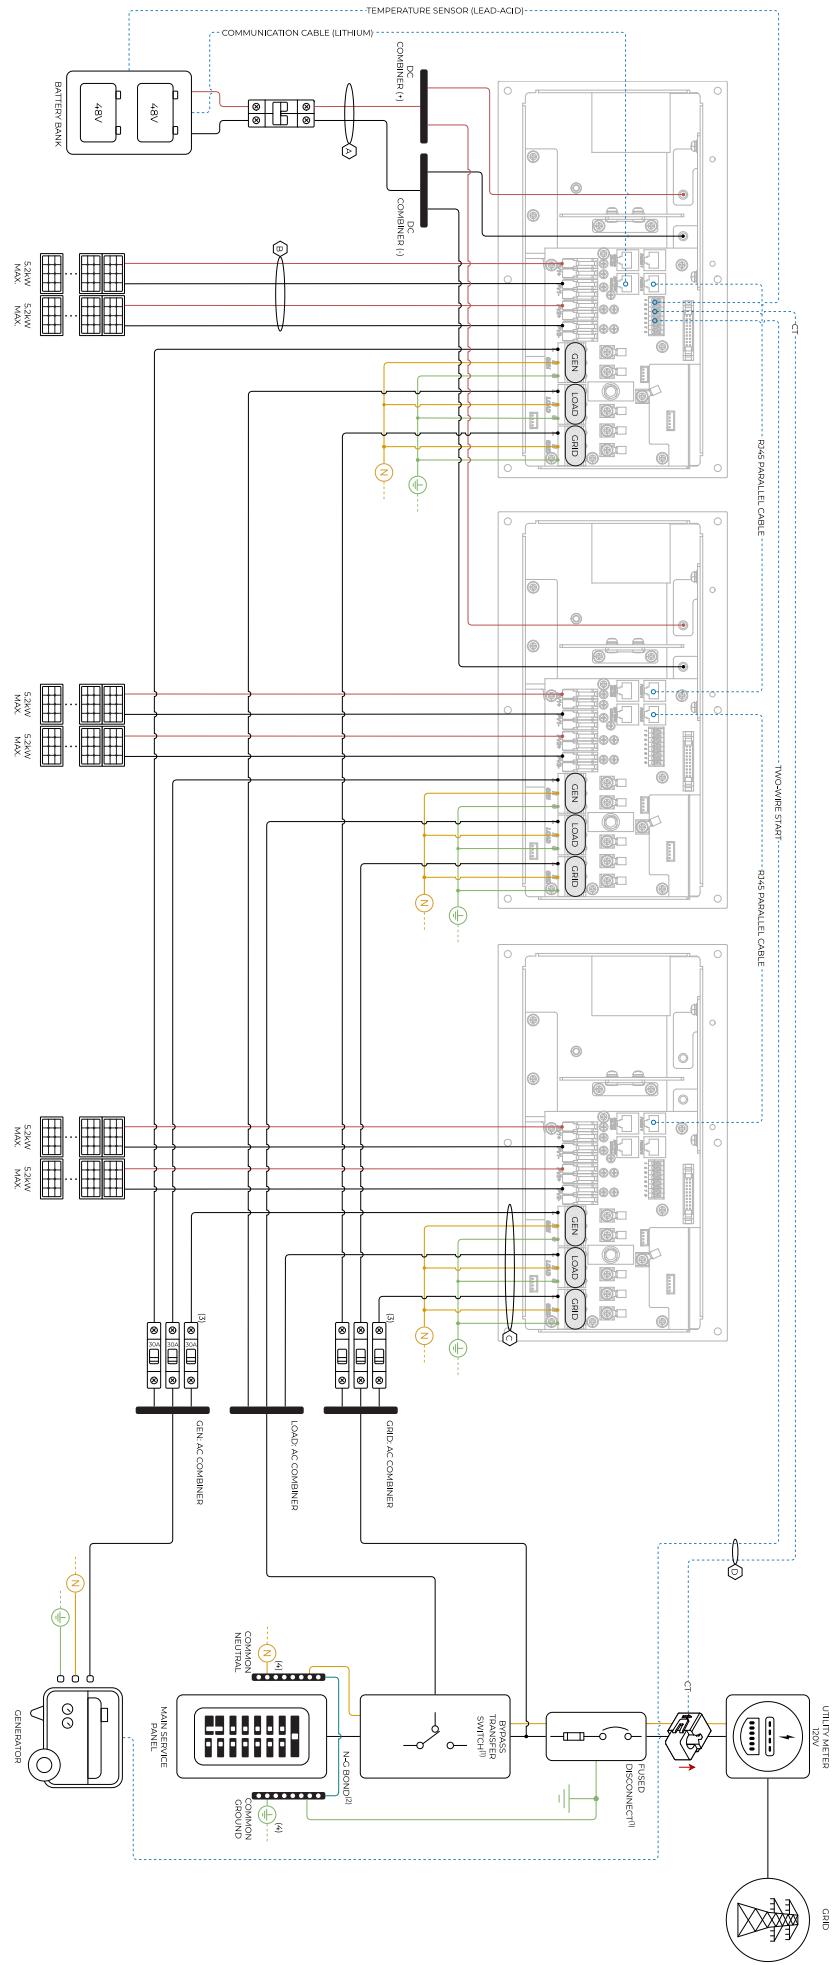 TEMPERATURE SENSOR (LEAD-ACID)
COMMUNICATION CABLE (LITHIUM)
BATTERY BANK
48V
48V
A
DC
COMBINER (+)
DC
COMBINER (-)
B
5.2kW
MAX.
5.2kW
MAX.
GEN
LOAD
GRID
N
CT
RJ45 PARALLEL CABLE
5.2kW
MAX.
5.2kW
MAX.
GEN
LOAD
GRID
N
TWO-WIRE START
RJ45 PARALLEL CABLE
5.2kW
MAX.
5.2kW
MAX.
GEN
LOAD
GRID
N
C
(3)
30A
30A
30A
(3)
GEN: AC COMBINER
LOAD: AC COMBINER
GRID: AC COMBINER
D
N
GENERATOR
COMMON
NEUTRAL
N
(4)
MAIN SERVICE
PANEL
N-G BOND(2)
COMMON
GROUND
(4)
BYPASS
TRANSFER
SWITCH(1)
FUSED
DISCONNECT(1)
CT
UTILITY METER
120V
GRID